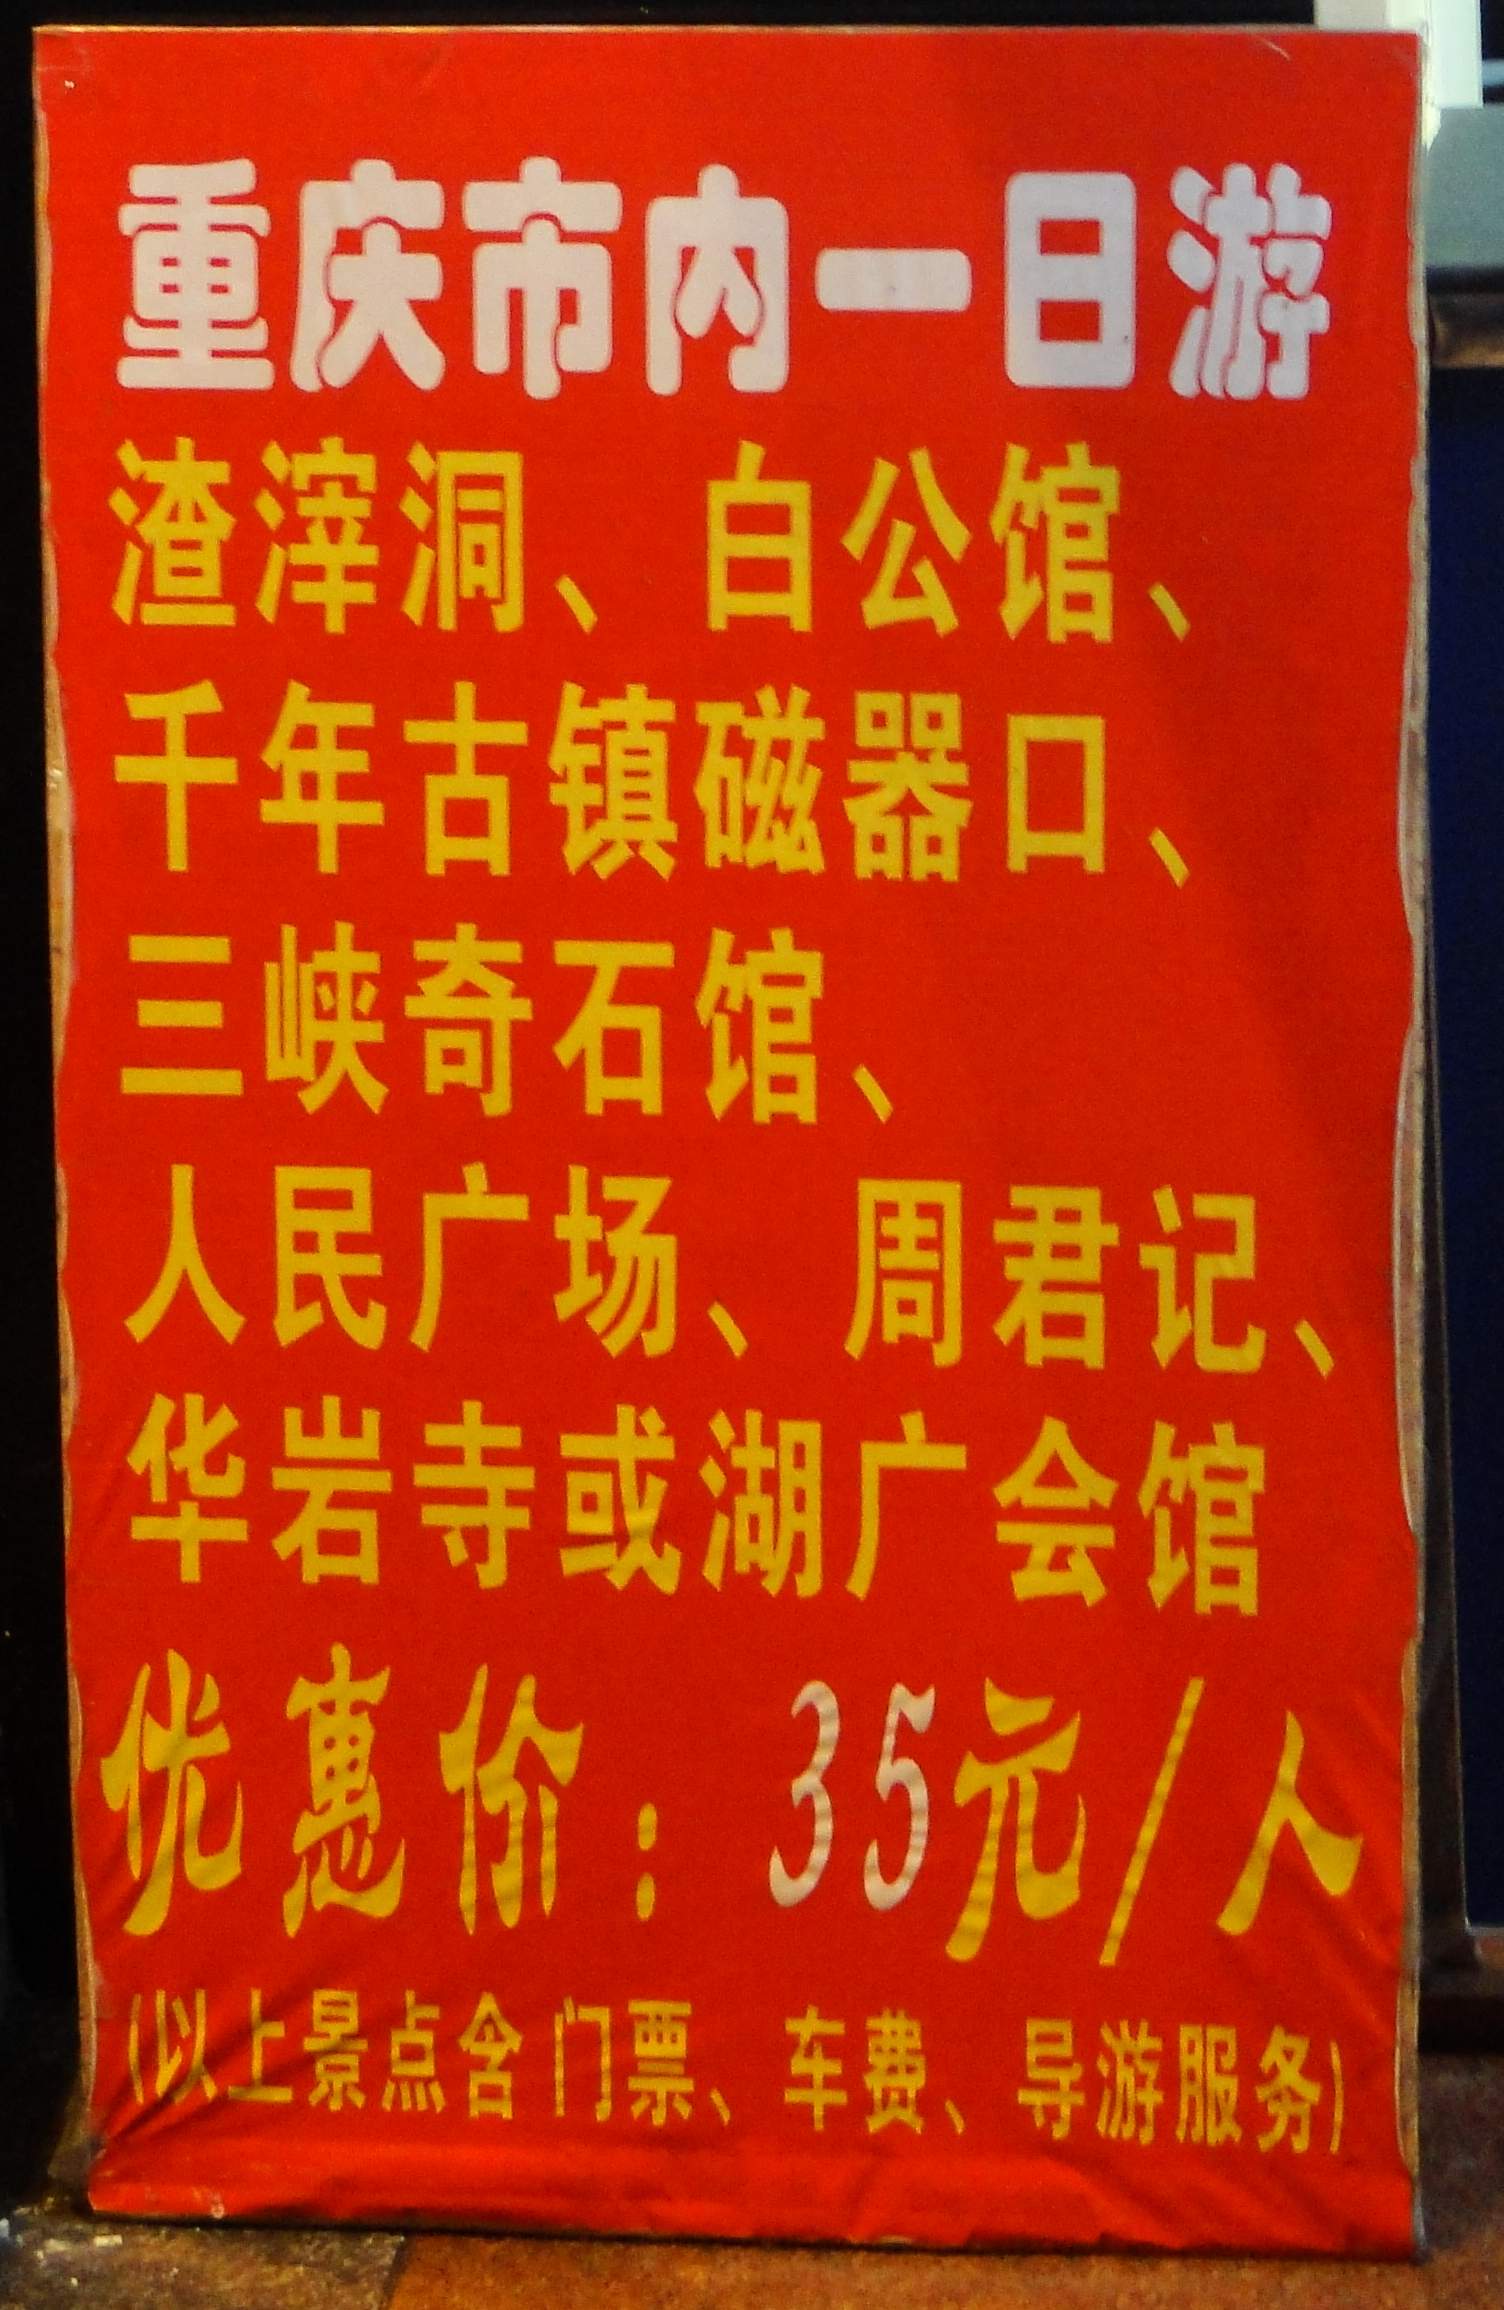 重庆市内一日游
渣滓洞、白公馆、
千年古镇磁器口、
三峡奇石馆、
人民广场、周君记、
华岩寺或湖广会馆
优惠价：35元/人
(以上景点含门票、车费、导游服务)